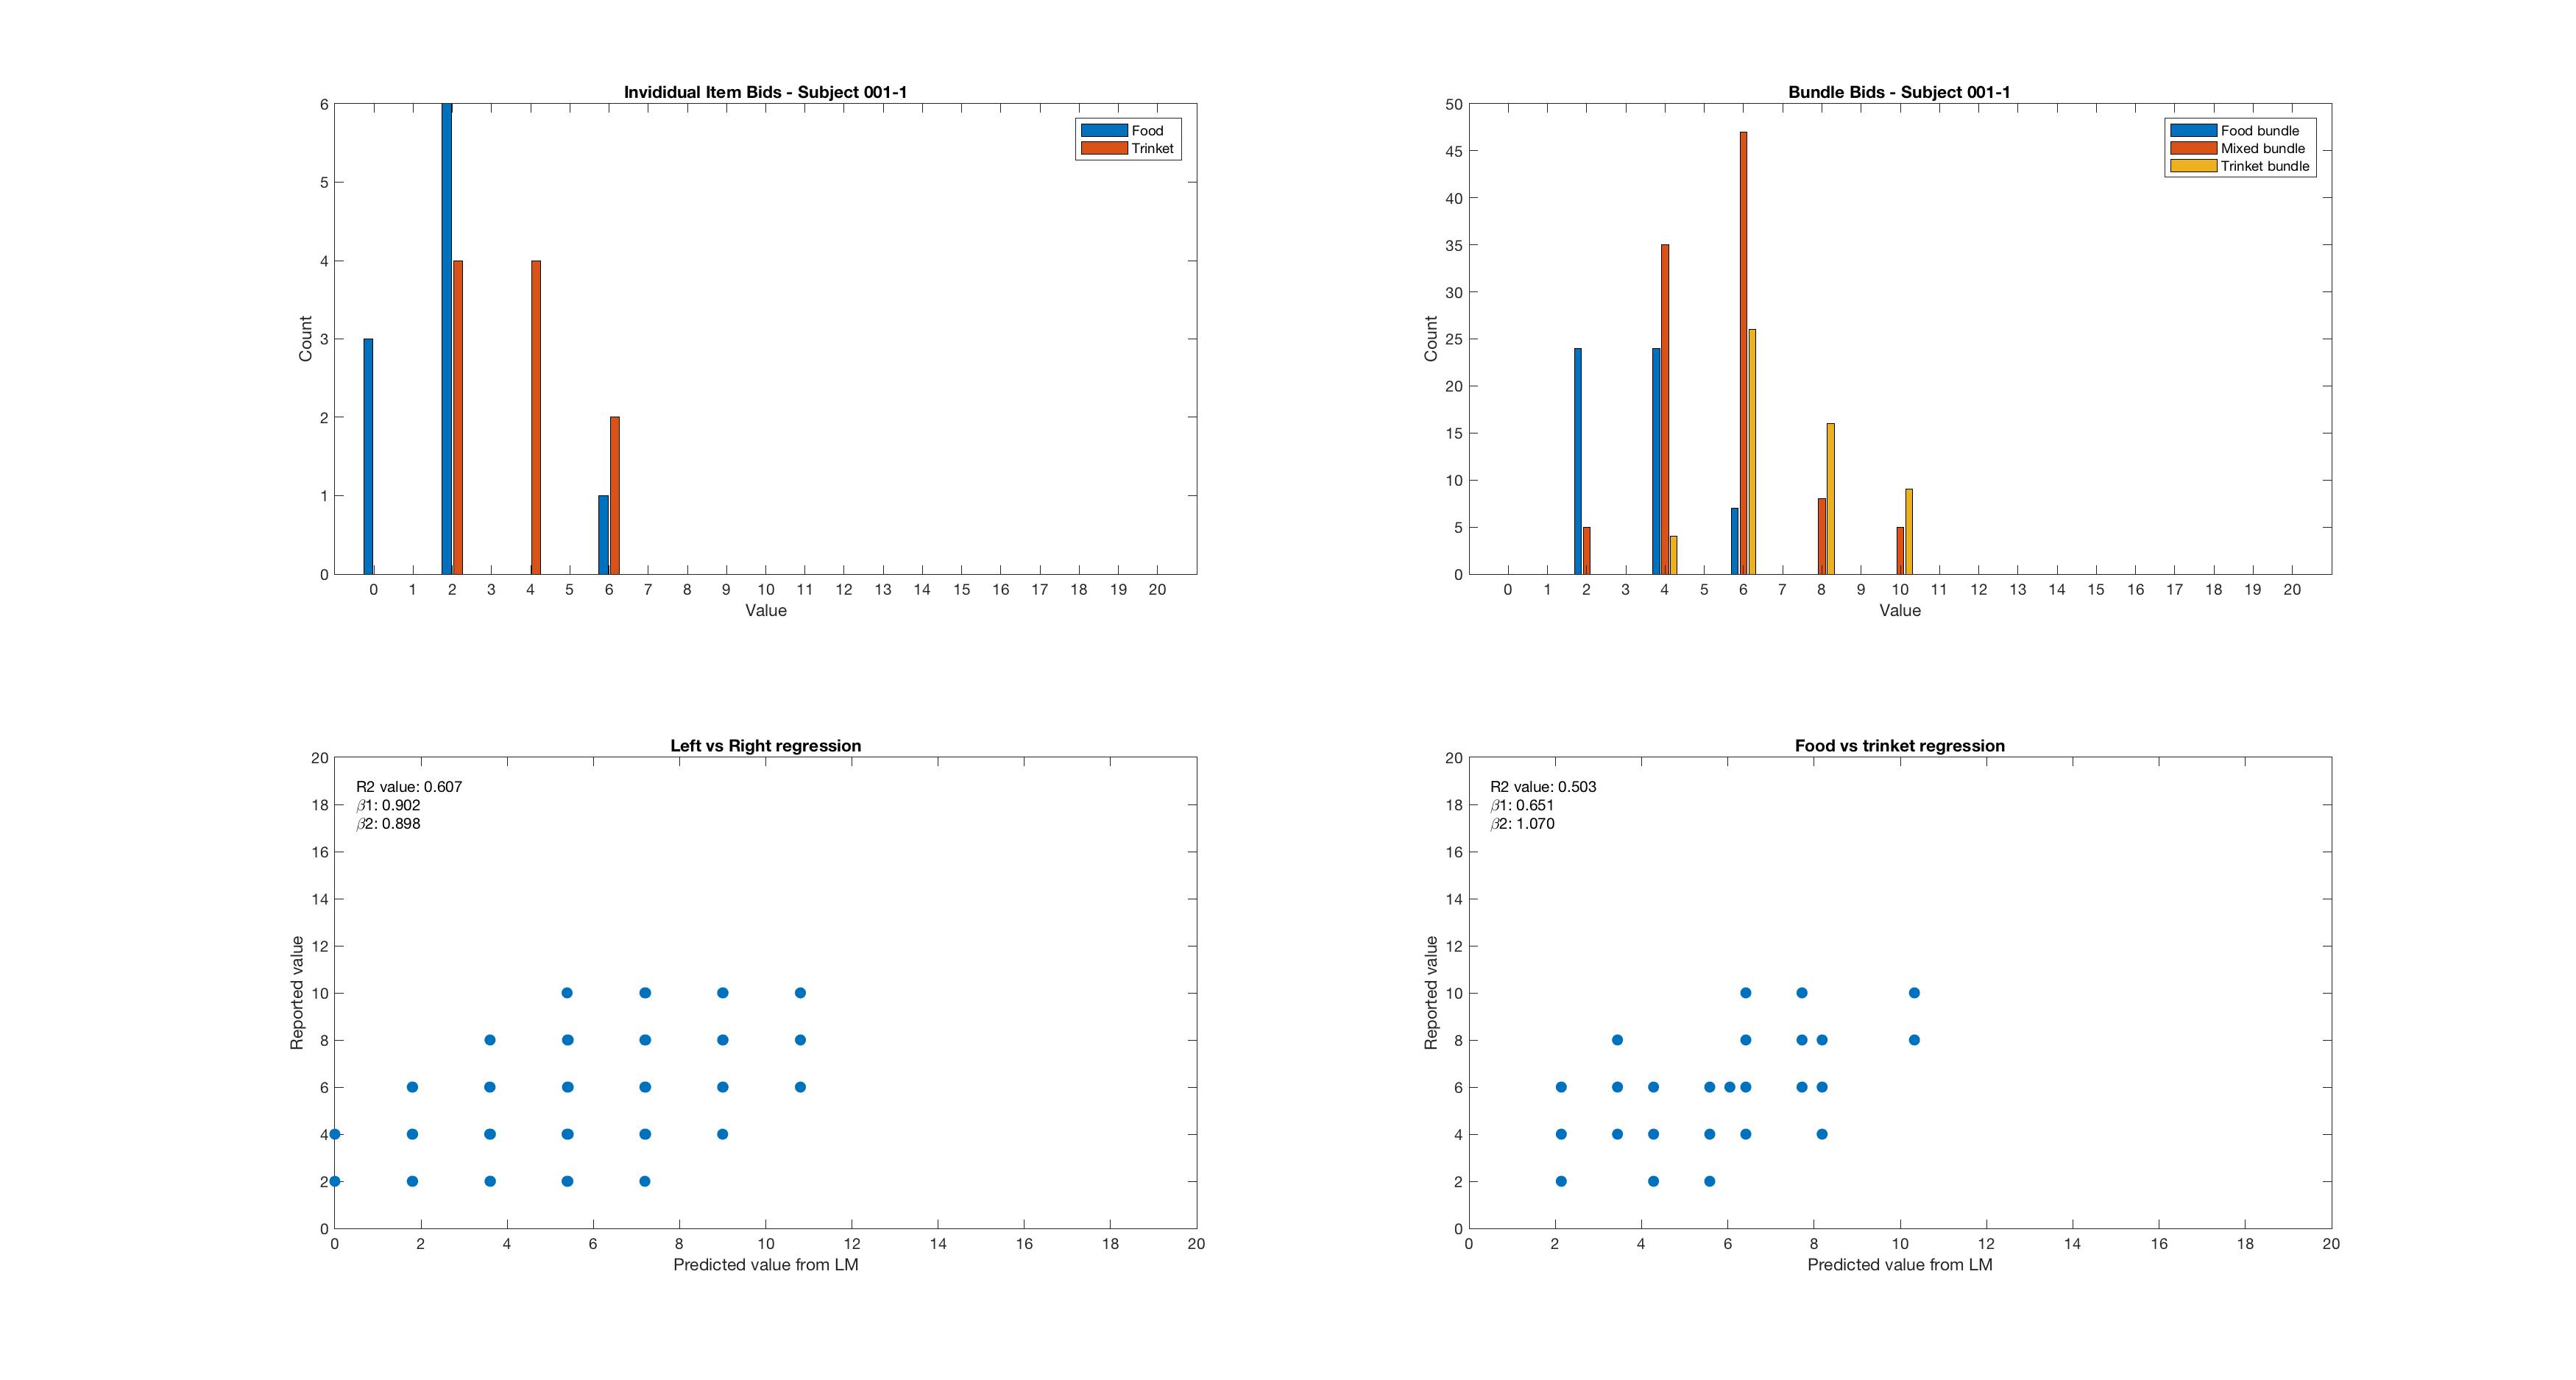 Invididual Item Bids - Subject 001-1
6
5
4
3
2
1
0
Count
Food
Trinket
0 1 2 3 4 5 6 7 8 9 10 11 12 13 14 15 16 17 18 19 20
Value
Bundle Bids - Subject 001-1
50
45
40
35
30
25
20
15
10
5
0
Count
Food bundle
Mixed bundle
Trinket bundle
0 1 2 3 4 5 6 7 8 9 10 11 12 13 14 15 16 17 18 19 20
Value
Left vs Right regression
20
18
16
14
12
10
8
6
4
2
0
Reported value
R2 value: 0.607
β1: 0.902
β2: 0.898
0 2 4 6 8 10 12 14 16 18 20
Predicted value from LM
Food vs trinket regression
20
18
16
14
12
10
8
6
4
2
0
Reported value
R2 value: 0.503
β1: 0.651
β2: 1.070
0 2 4 6 8 10 12 14 16 18 20
Predicted value from LM